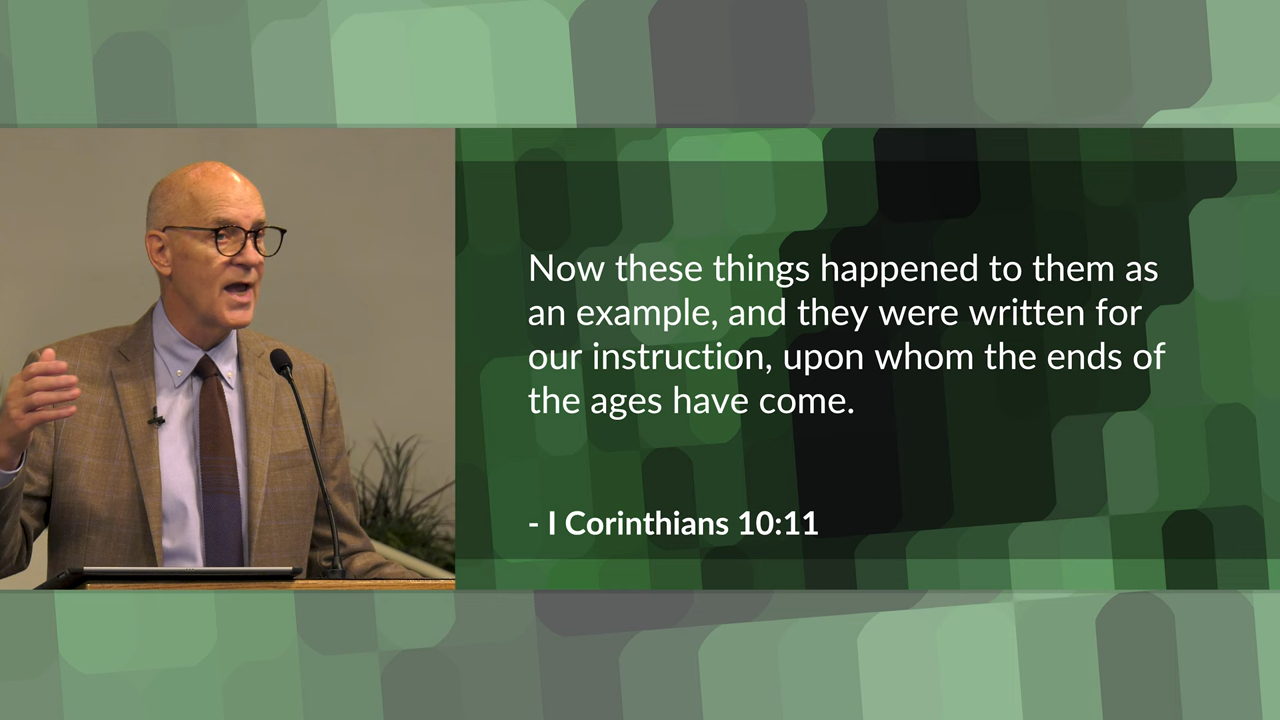 Now these things happened to them as
an example, and they were written for
our instruction, upon whom the ends of
the ages have come.
- I Corinthians 10:11